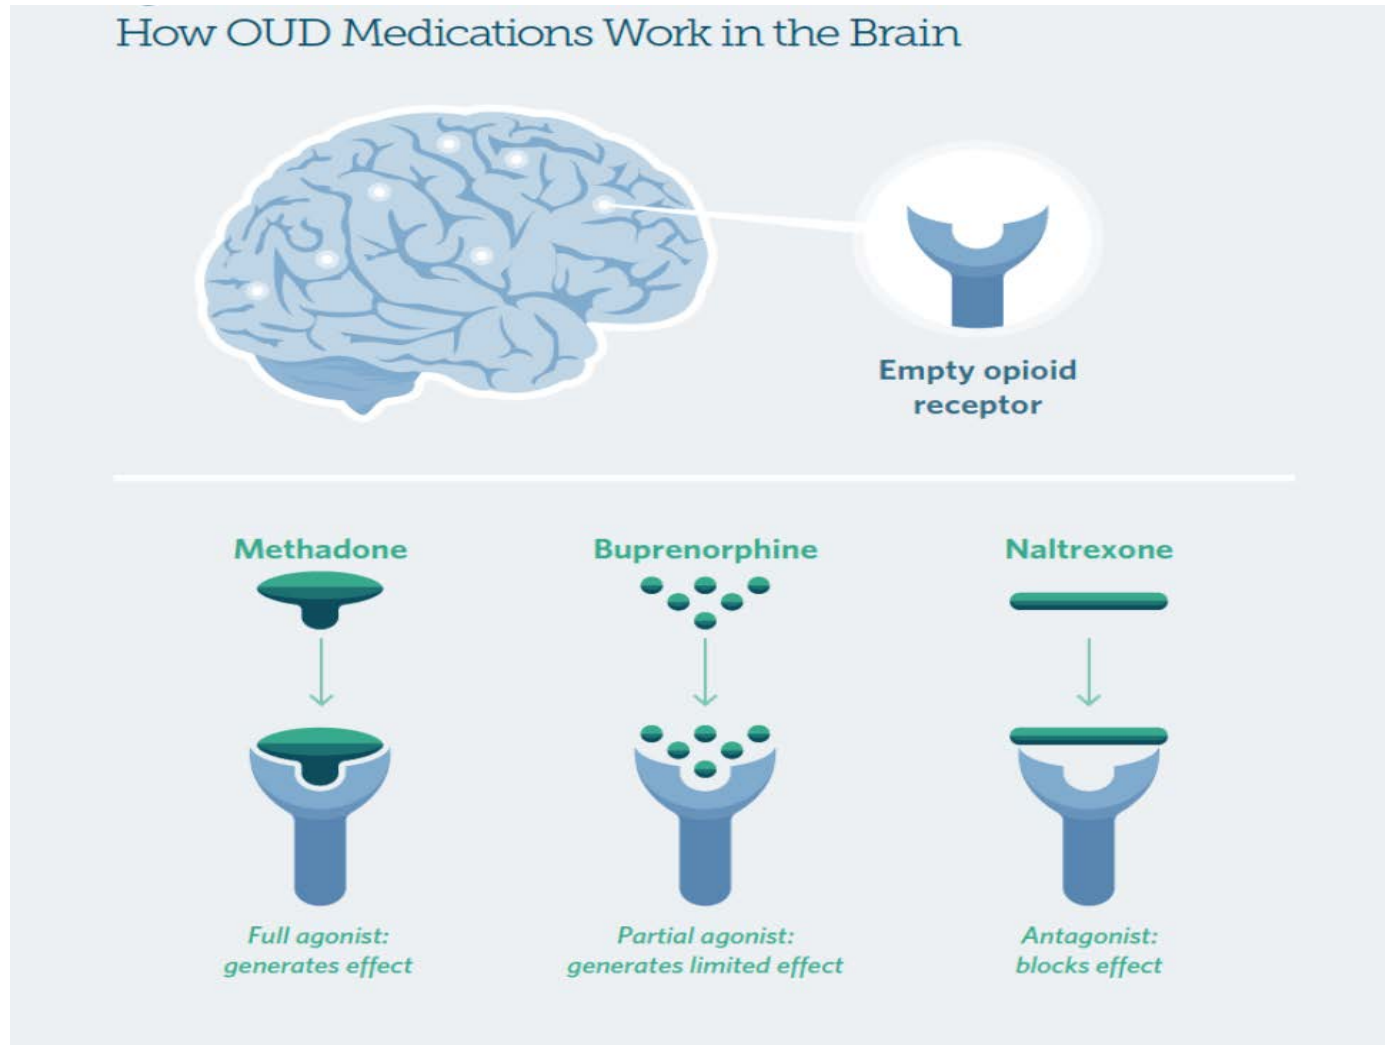 How OUD Medications Work in the Brain
Empty opioid
receptor
Methadone
Buprenorphine
Naltrexone
Full agonist:
generates effect
Partial agonist:
generates limited effect
Antagonist:
blocks effect